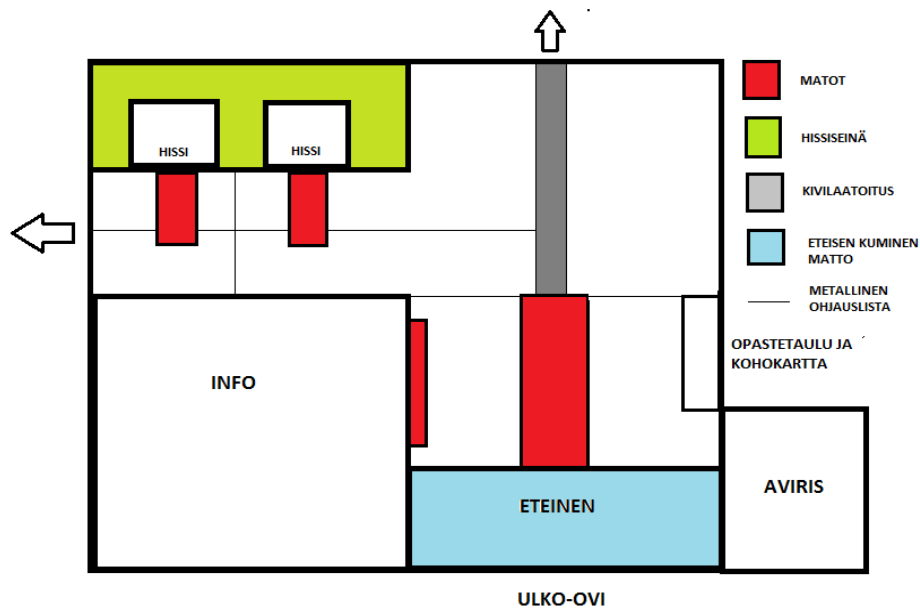 MATOT
HISSI
HISSI
HISSISEINÄ
KIVILAATOITUS
ETEISEN KUMINEN
MATTO
METALLINEN
OHJAUSLISTA
OPASTETAULU JA
KOHOKARTTA
INFO
ETEINEN
AVIRIS
ULKO-OVI